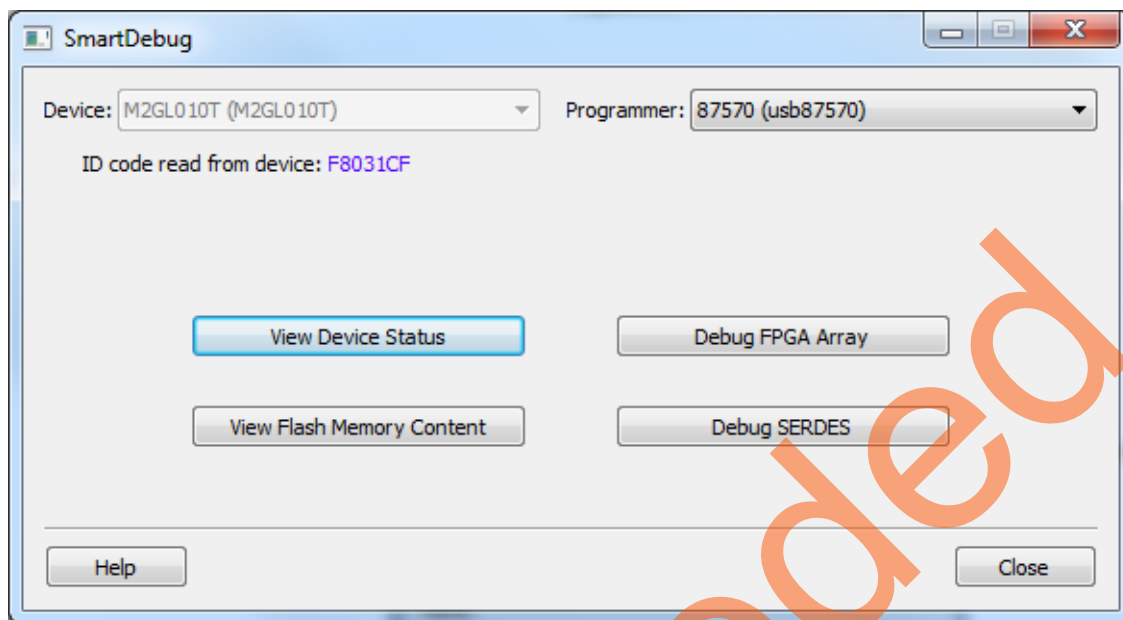 SmartDebug
Device: M2GL010T (M2GL010T) Programmer: 87570 (usb87570)
ID code read from device: F8031CF
View Device Status Debug FPGA Array
View Flash Memory Content Debug SERDES
Help Close
ded